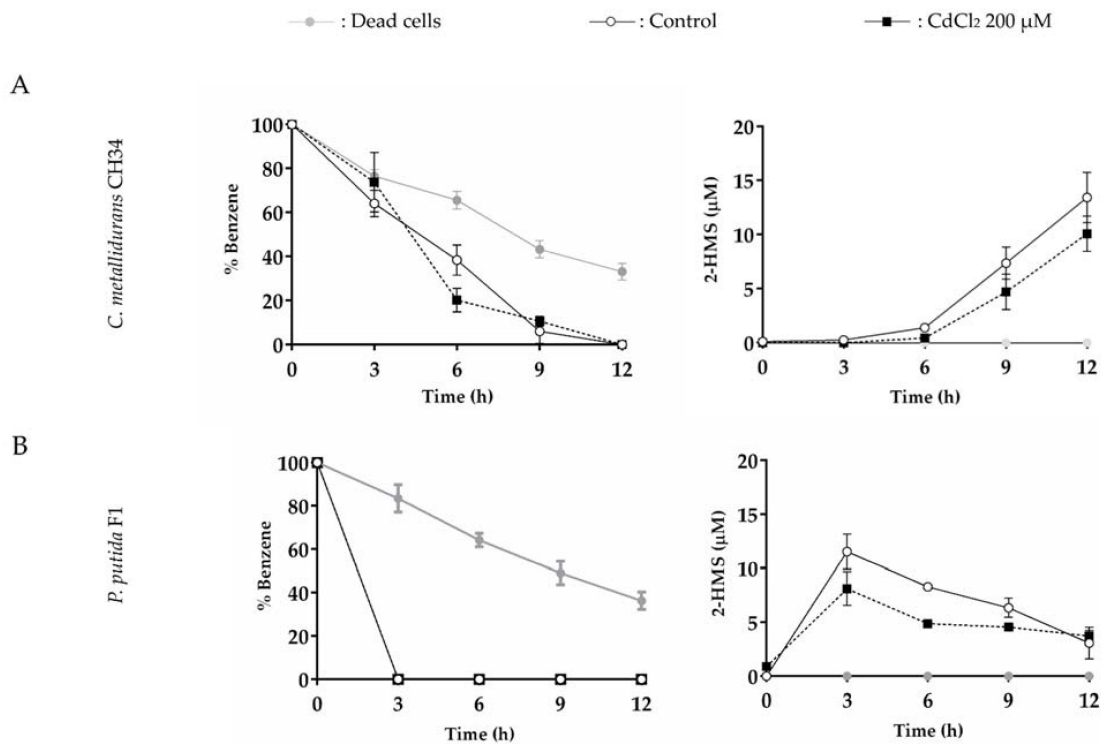 : Dead cells : Control : CdCl₂ 200 µM
A
C. metallidurans CH34
% Benzene
100
80
60
40
20
0
0 3 6 9 12
Time (h)
2-HMS (µM)
20
15
10
5
0
0 3 6 9 12
Time (h)
B
P. putida F1
% Benzene
100
80
60
40
20
0
0 3 6 9 12
Time (h)
2-HMS (µM)
20
15
10
5
0
0 3 6 9 12
Time (h)